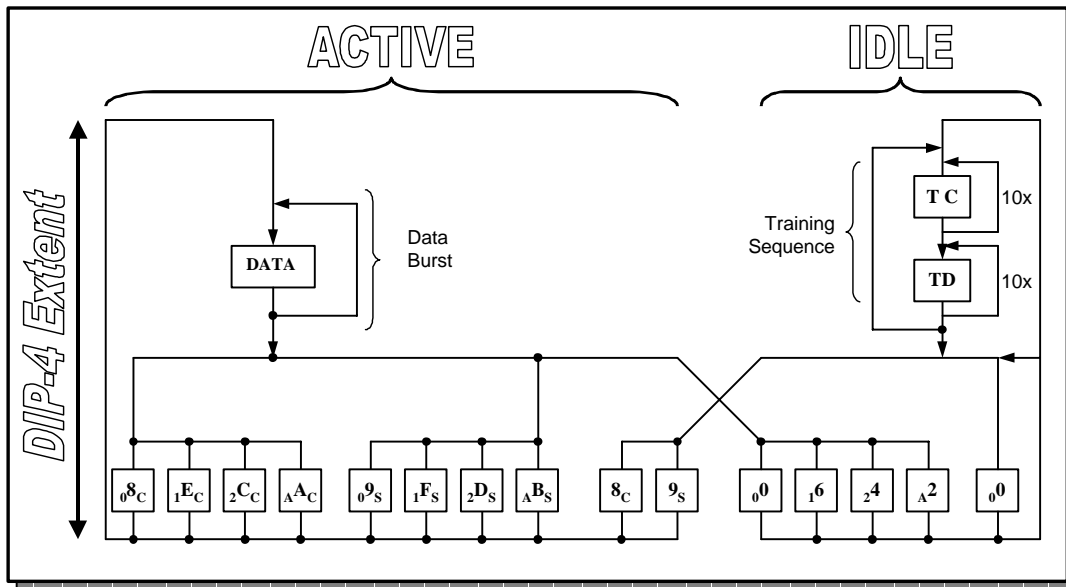 ACTIVE
IDLE
DIP-4 Extent
DATA
Data
Burst
Training
Sequence
T C
10x
TD
10x
₀8C ₁EC ₂CC ₐAC ₀9S ₁FS ₂DS ₐBS 8C 9S ₀0 ₁6 ₂4 ₐ2 ₀0